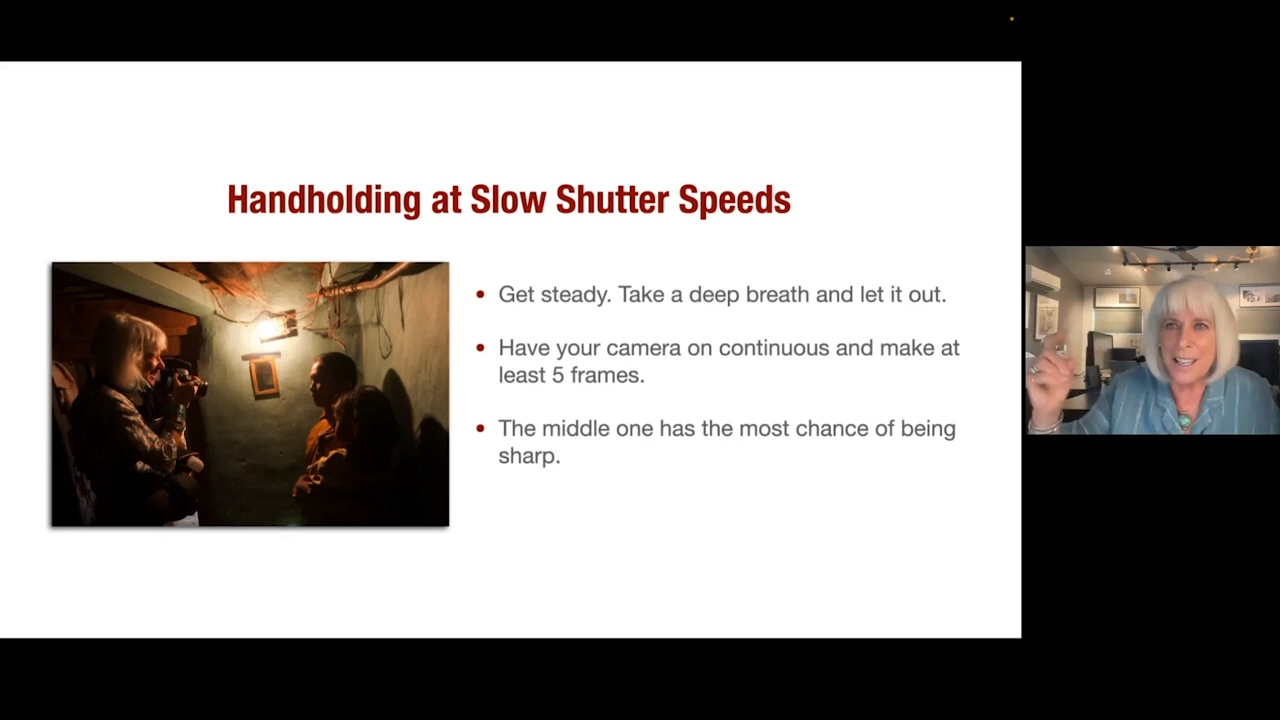 Handholding at Slow Shutter Speeds
• Get steady. Take a deep breath and let it out.
• Have your camera on continuous and make at
least 5 frames.
• The middle one has the most chance of being
sharp.